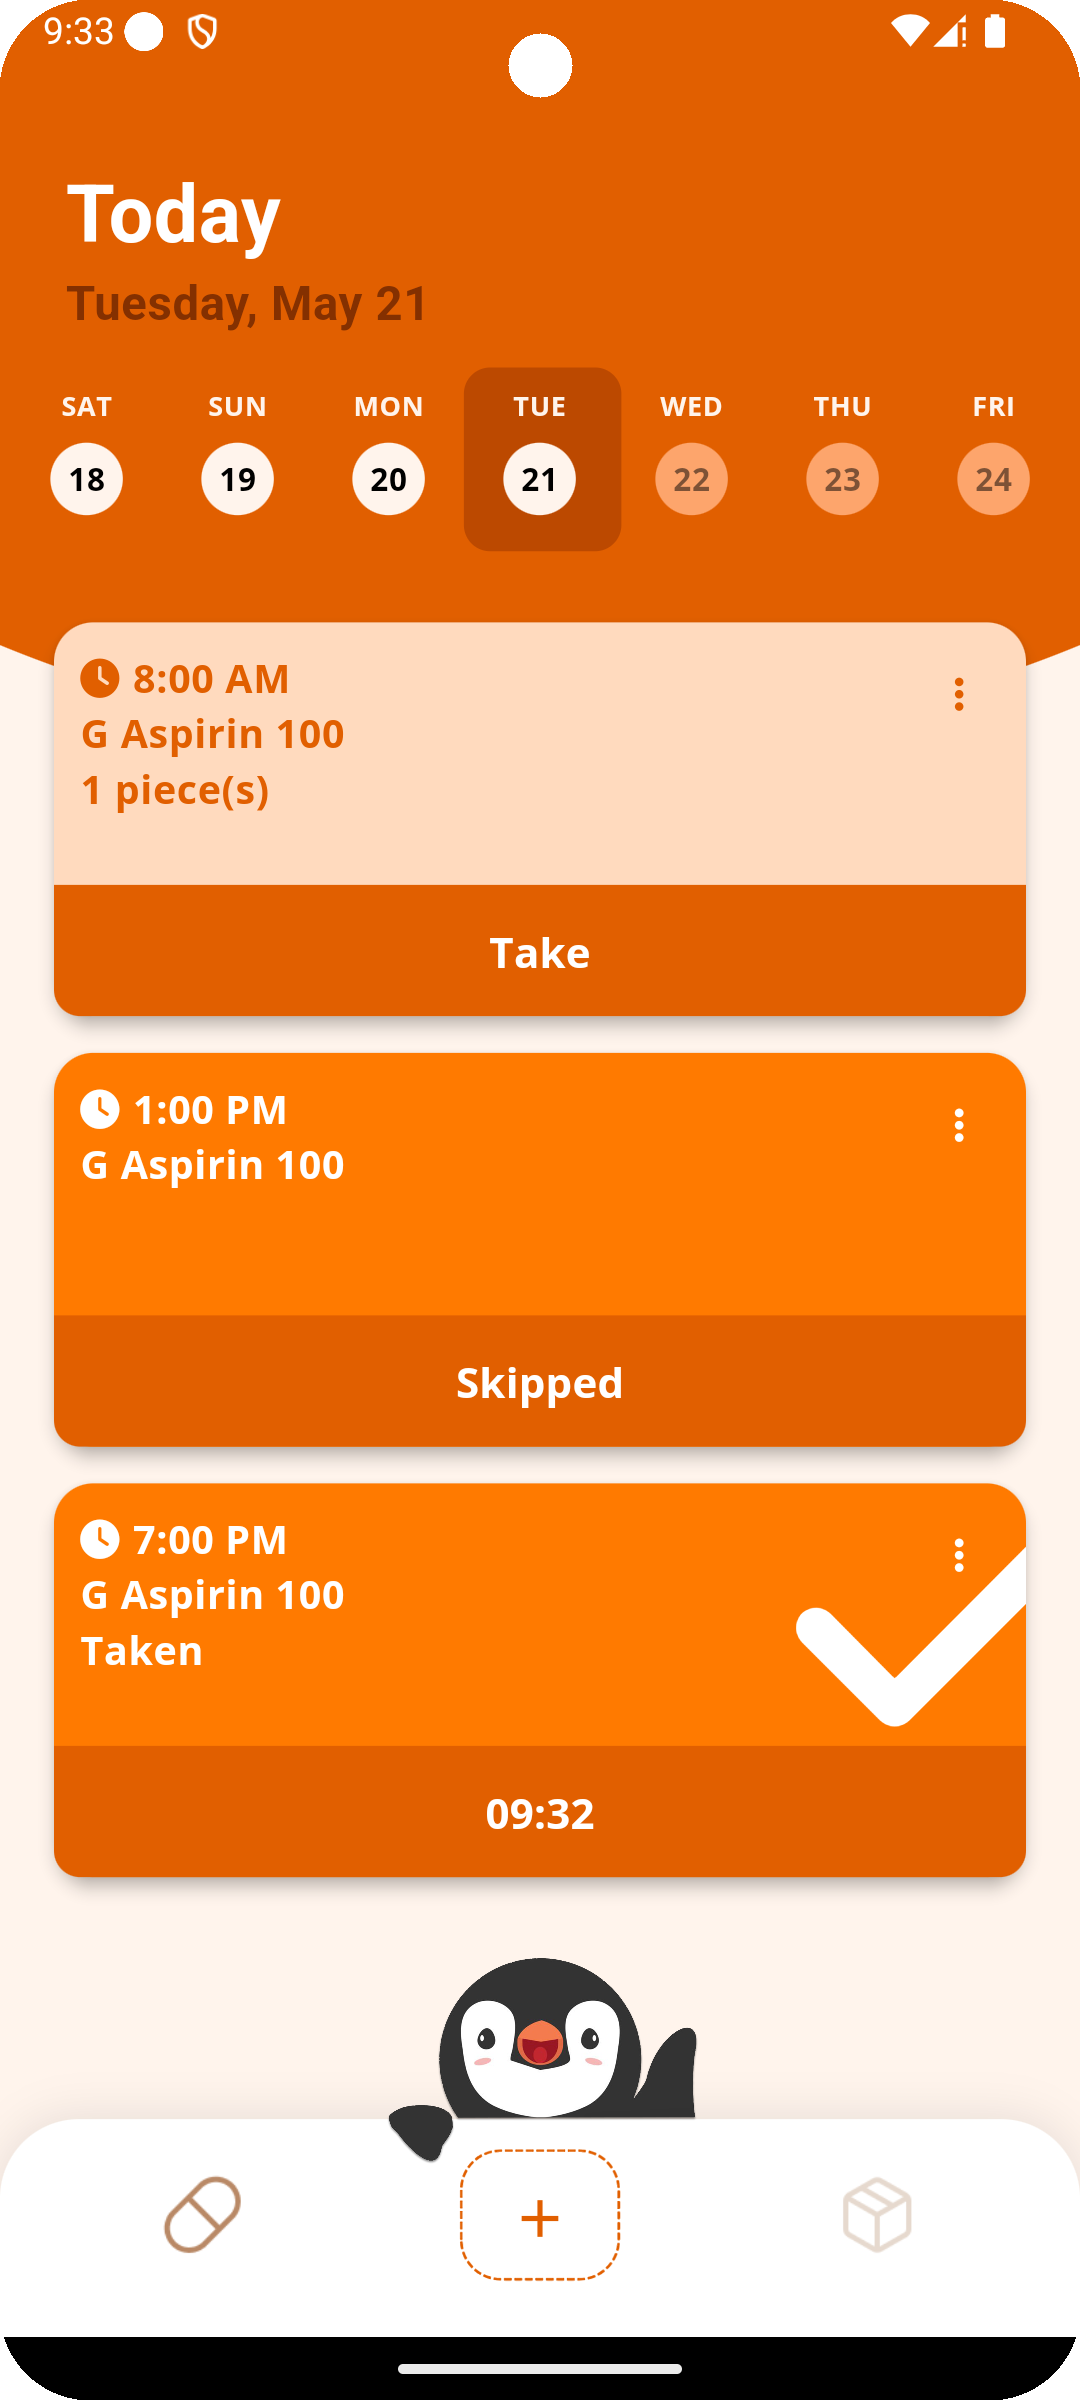 9:33
Today
Tuesday, May 21
SAT SUN MON TUE WED THU FRI
18 19 20 21 22 23 24
8:00 AM
G Aspirin 100
1 piece(s)
Take
1:00 PM
G Aspirin 100
Skipped
7:00 PM
G Aspirin 100
Taken
09:32